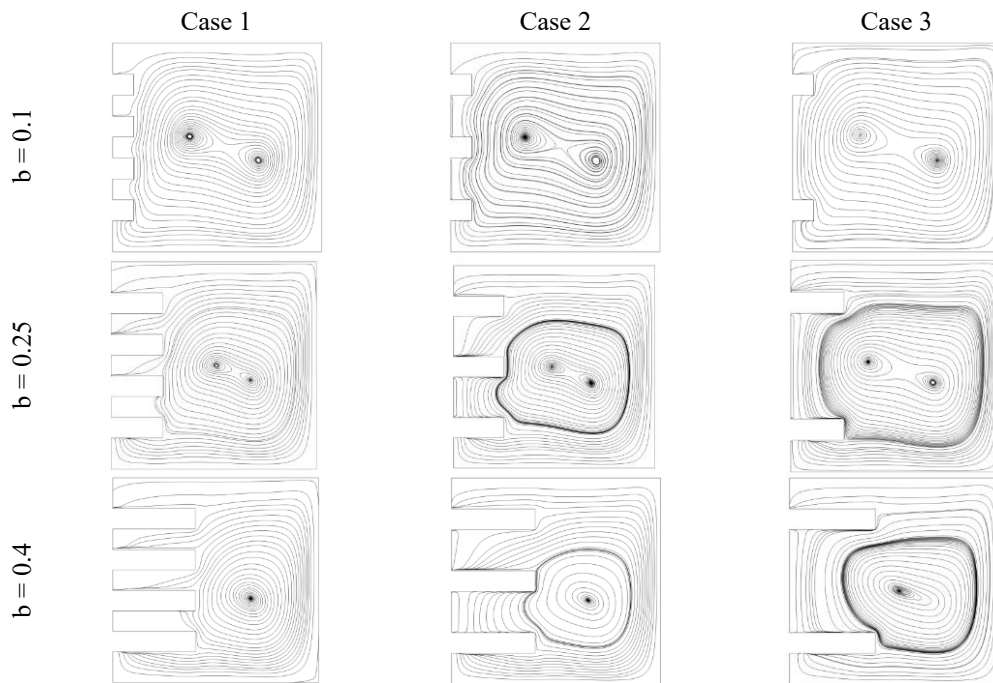 Case 1
Case 2
Case 3
b = 0.1
b = 0.25
b = 0.4